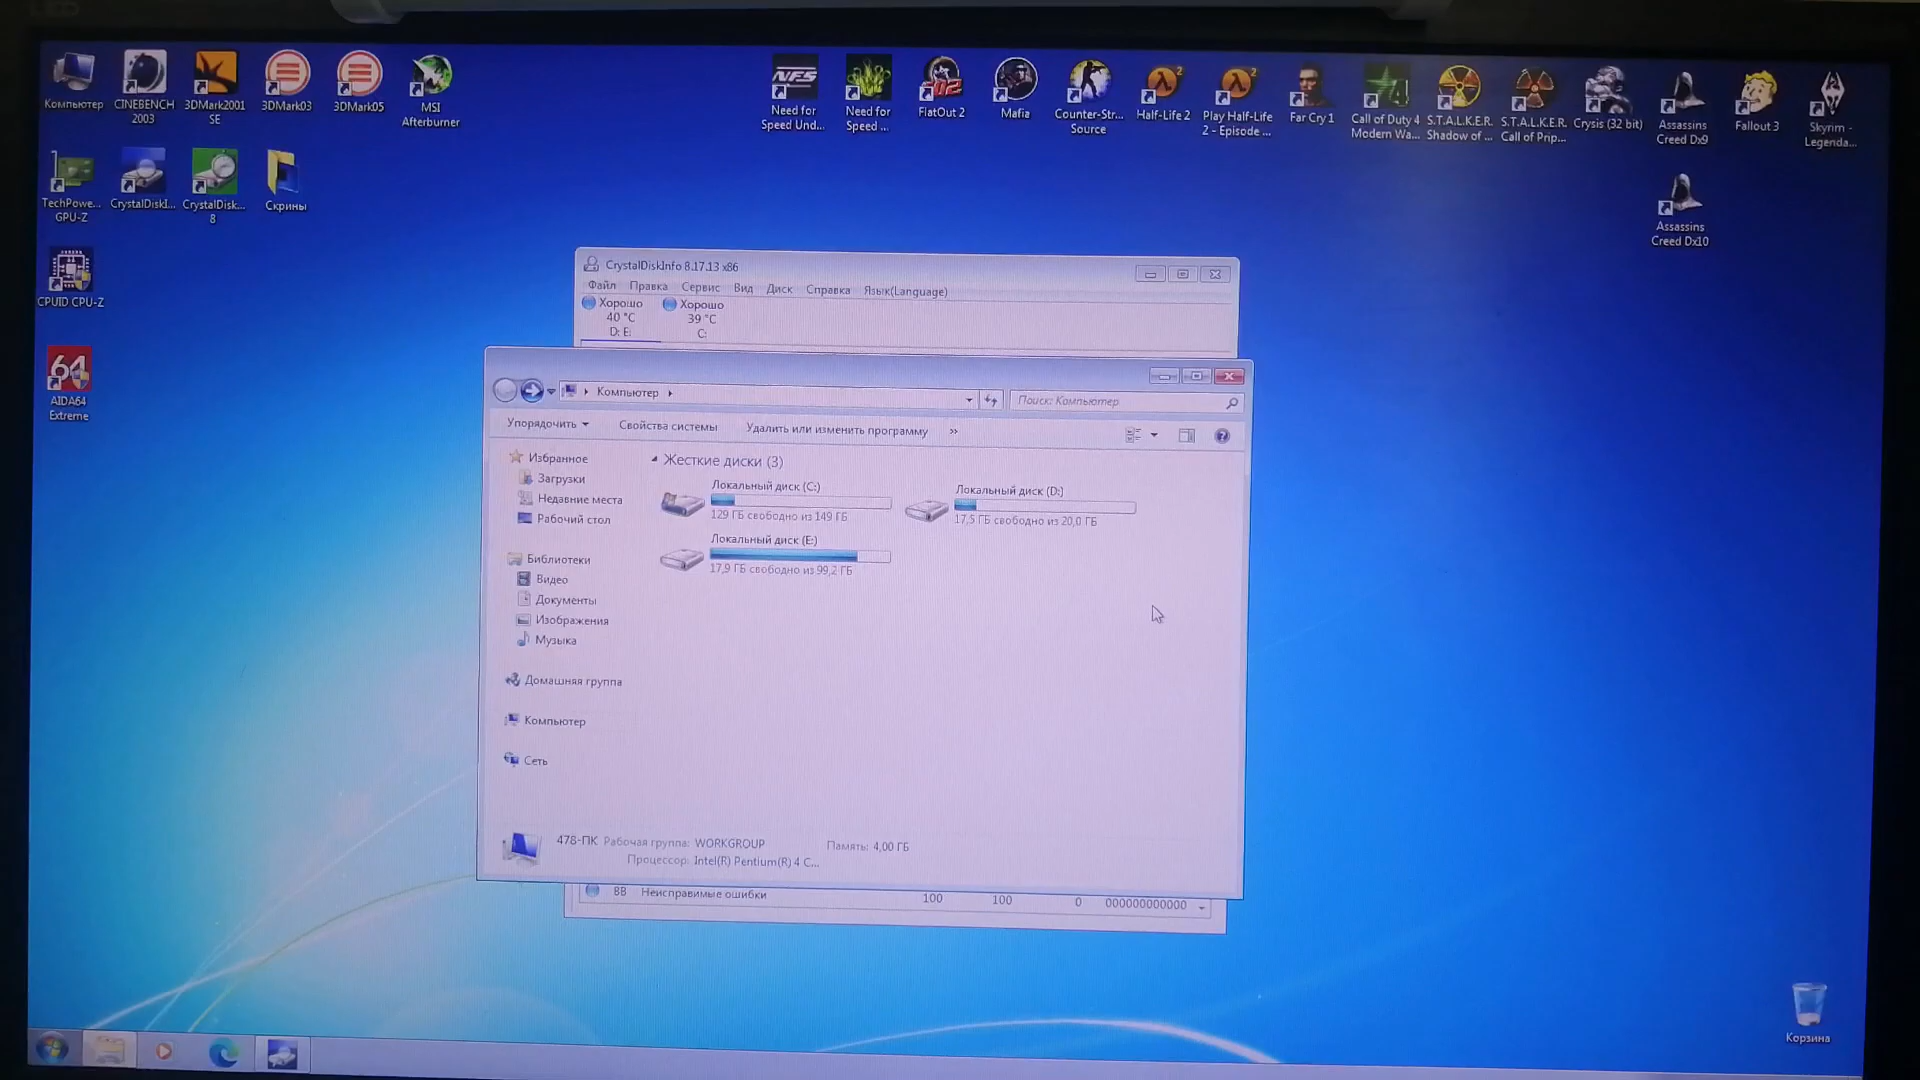 Компьютер
CINEBENCH
2003
3DMark2001
SE
3DMark03
3DMark05
MSI
Afterburner
NFS
Need for
Speed Und...
Need for
Speed ...
FlatOut 2
Mafia
Counter-Str...
Source
Half-Life 2
Play Half-Life
2 - Episode ...
Far Cry 1
Call of Duty 4
Modern Wa...
S.T.A.L.K.E.R.
Shadow of ...
S.T.A.L.K.E.R.
Call of Prip...
Crysis (32 bit)
Assassins
Creed Dx9
Fallout 3
Skyrim -
Legenda...
TechPowe...
GPU-Z
CrystalDiskI...
CrystalDisk...
8
Скрины
Assassins
Creed Dx10
CPUID CPU-Z
64
AIDA64
Extreme
CrystalDiskInfo 8.17.13 x86
Файл Правка Сервис Вид Диск Справка Язык(Language)
Хорошо Хорошо
40 °C 39 °C
D: E: C:
Компьютер
Поиск: Компьютер
Упорядочить Свойства системы Удалить или изменить программу »
Избранное
Загрузки
Недавние места
Рабочий стол
Библиотеки
Видео
Документы
Изображения
Музыка
Домашняя группа
Компьютер
Сеть
Жесткие диски (3)
Локальный диск (C:)
129 ГБ свободно из 149 ГБ
Локальный диск (D:)
17,5 ГБ свободно из 20,0 ГБ
Локальный диск (E:)
17,9 ГБ свободно из 99,2 ГБ
478-ПК Рабочая группа: WORKGROUP Память: 4,00 ГБ
Процессор: Intel(R) Pentium(R) 4 C...
BB Неисправимые ошибки 100 100 0 000000000000
Корзина